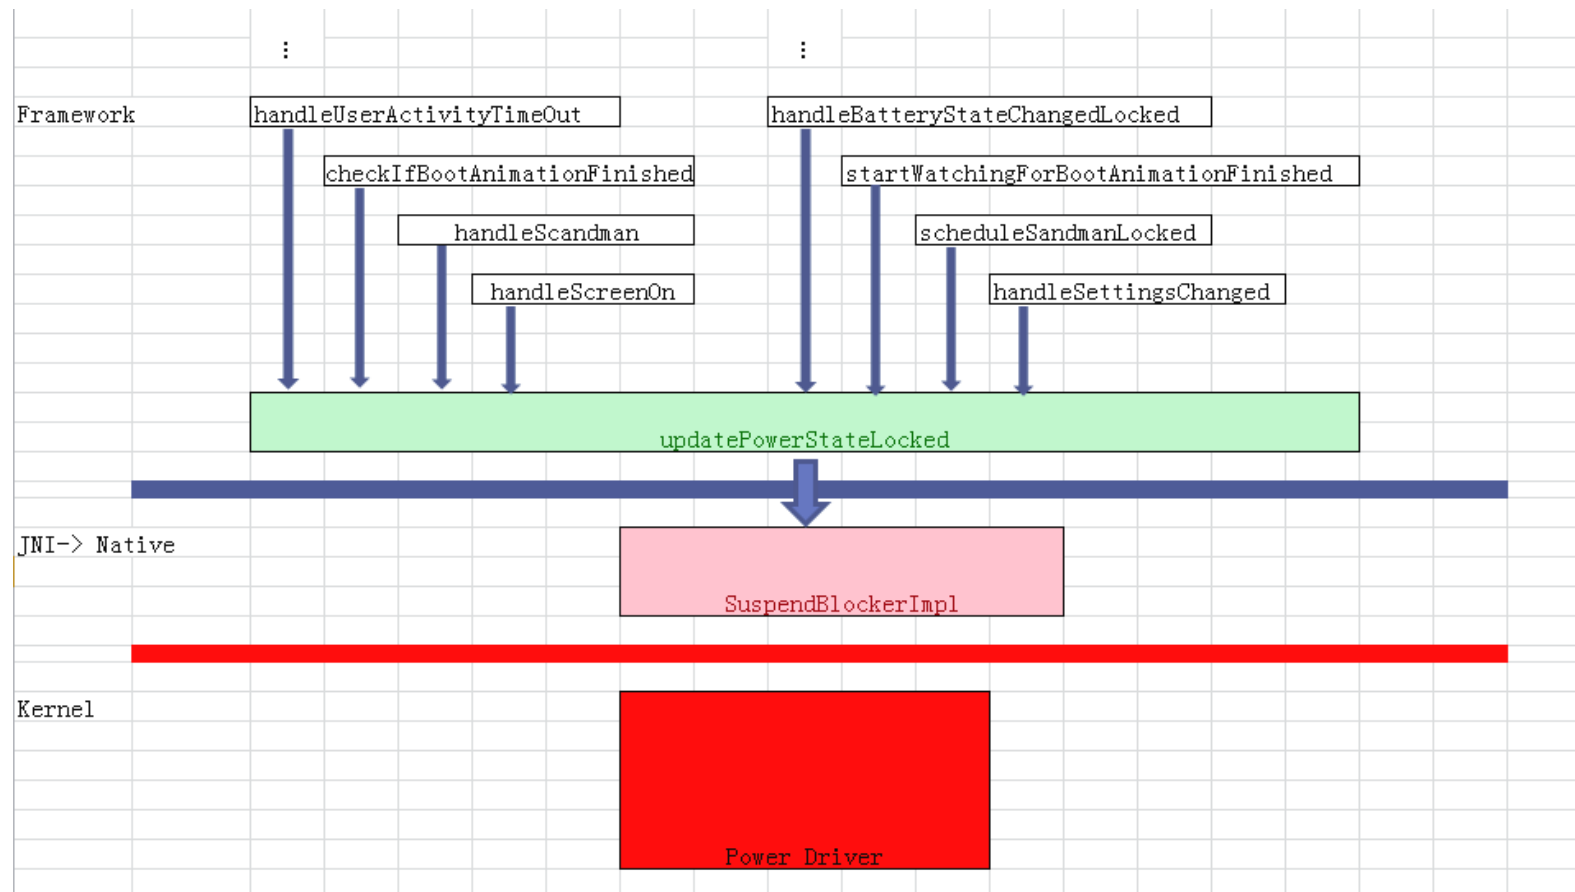 ⋮ ⋮
Framework handleUserActivityTimeOut handleBatteryStateChangedLocked
checkIfBootAnimationFinished startWatchingForBootAnimationFinished
handleScandman scheduleSandmanLocked
handleScreenOn handleSettingsChanged
updatePowerStateLocked
JNI-> Native
SuspendBlockerImpl
Kernel
Power Driver